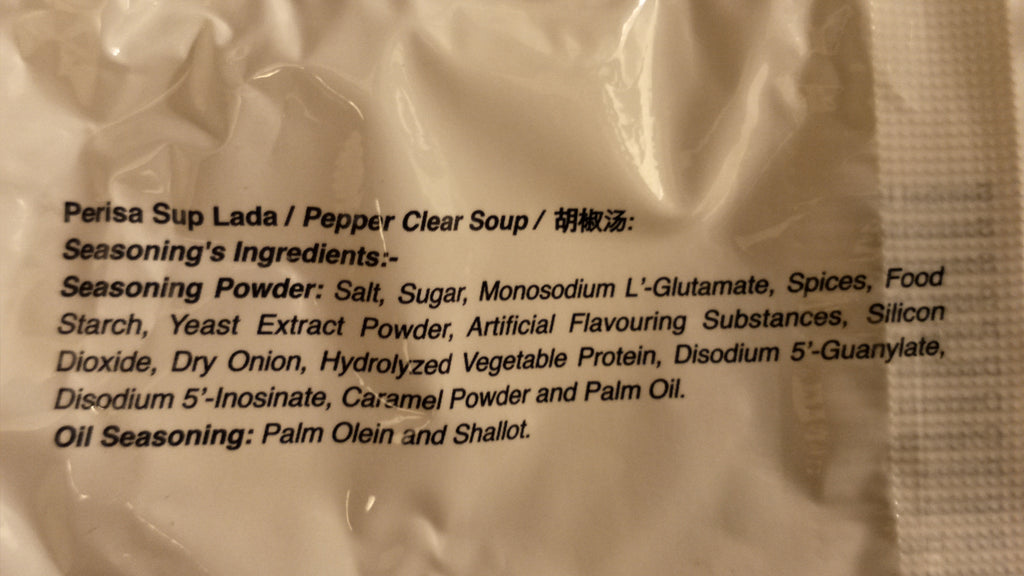 Perisa Sup Lada / Pepper Clear Soup / 胡椒汤:
Seasoning's Ingredients:-
Seasoning Powder: Salt, Sugar, Monosodium L'-Glutamate, Spices, Food
Starch, Yeast Extract Powder, Artificial Flavouring Substances, Silicon
Dioxide, Dry Onion, Hydrolyzed Vegetable Protein, Disodium 5'-Guanylate,
Disodium 5'-Inosinate, Caramel Powder and Palm Oil.
Oil Seasoning: Palm Olein and Shallot.